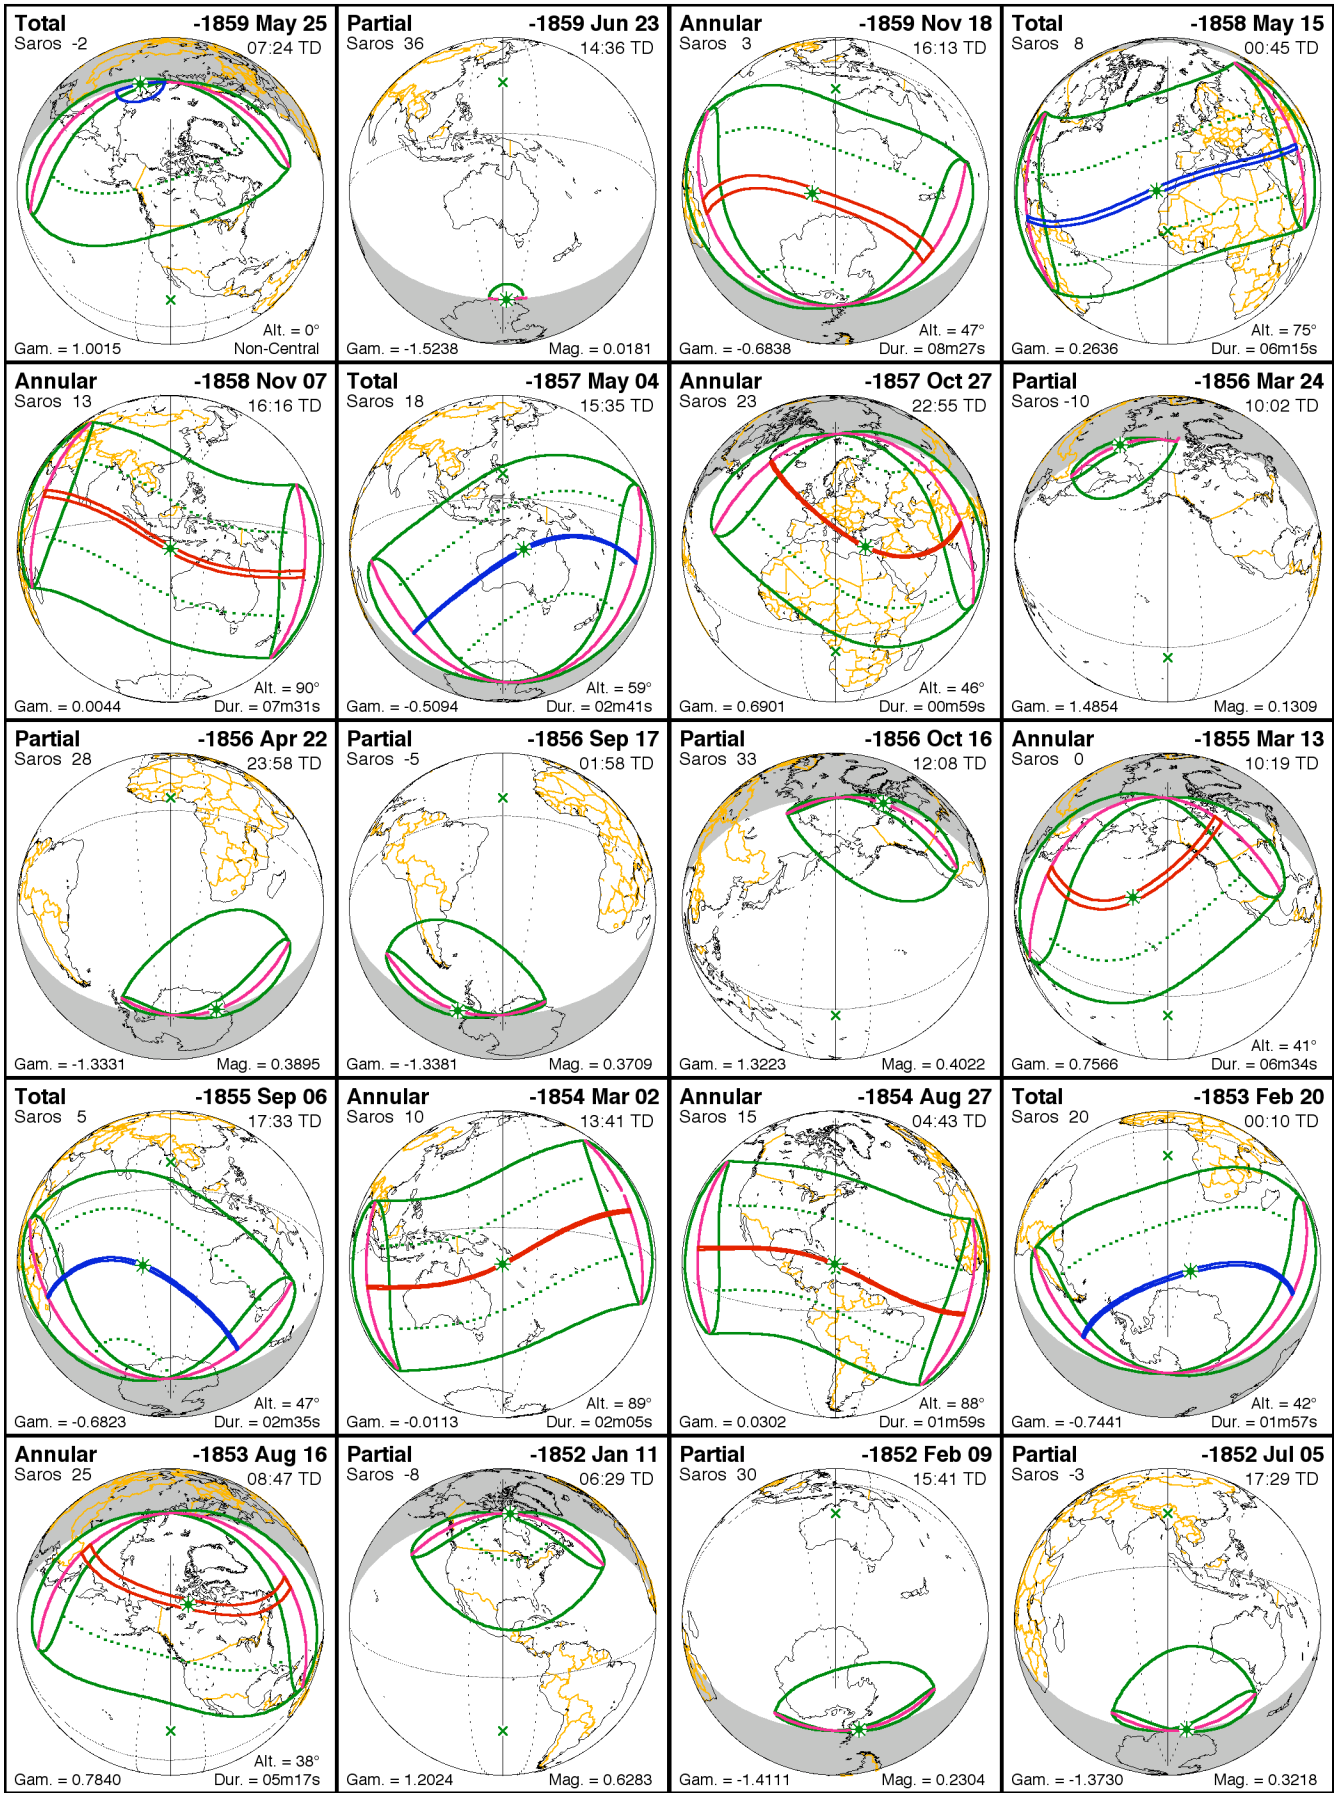 Total -1859 May 25
Saros -2 07:24 TD
Alt. = 0°
Gam. = 1.0015 Non-Central
Partial -1859 Jun 23
Saros 36 14:36 TD
Gam. = -1.5238 Mag. = 0.0181
Annular -1859 Nov 18
Saros 3 16:13 TD
Alt. = 47°
Gam. = -0.6838 Dur. = 08m27s
Total -1858 May 15
Saros 8 00:45 TD
Alt. = 75°
Gam. = 0.2636 Dur. = 06m15s
Annular -1858 Nov 07
Saros 13 16:16 TD
Alt. = 90°
Gam. = 0.0044 Dur. = 07m31s
Total -1857 May 04
Saros 18 15:35 TD
Alt. = 59°
Gam. = -0.5094 Dur. = 02m41s
Annular -1857 Oct 27
Saros 23 22:55 TD
Alt. = 46°
Gam. = 0.6901 Dur. = 00m59s
Partial -1856 Mar 24
Saros -10 10:02 TD
Gam. = 1.4854 Mag. = 0.1309
Partial -1856 Apr 22
Saros 28 23:58 TD
Gam. = -1.3331 Mag. = 0.3895
Partial -1856 Sep 17
Saros -5 01:58 TD
Gam. = -1.3381 Mag. = 0.3709
Partial -1856 Oct 16
Saros 33 12:08 TD
Gam. = 1.3223 Mag. = 0.4022
Annular -1855 Mar 13
Saros 0 10:19 TD
Alt. = 41°
Gam. = 0.7566 Dur. = 06m34s
Total -1855 Sep 06
Saros 5 17:33 TD
Alt. = 47°
Gam. = -0.6823 Dur. = 02m35s
Annular -1854 Mar 02
Saros 10 13:41 TD
Alt. = 89°
Gam. = -0.0113 Dur. = 02m05s
Annular -1854 Aug 27
Saros 15 04:43 TD
Alt. = 88°
Gam. = 0.0302 Dur. = 01m59s
Total -1853 Feb 20
Saros 20 00:10 TD
Alt. = 42°
Gam. = -0.7441 Dur. = 01m57s
Annular -1853 Aug 16
Saros 25 08:47 TD
Alt. = 38°
Gam. = 0.7840 Dur. = 05m17s
Partial -1852 Jan 11
Saros -8 06:29 TD
Gam. = 1.2024 Mag. = 0.6283
Partial -1852 Feb 09
Saros 30 15:41 TD
Gam. = -1.4111 Mag. = 0.2304
Partial -1852 Jul 05
Saros -3 17:29 TD
Gam. = -1.3730 Mag. = 0.3218